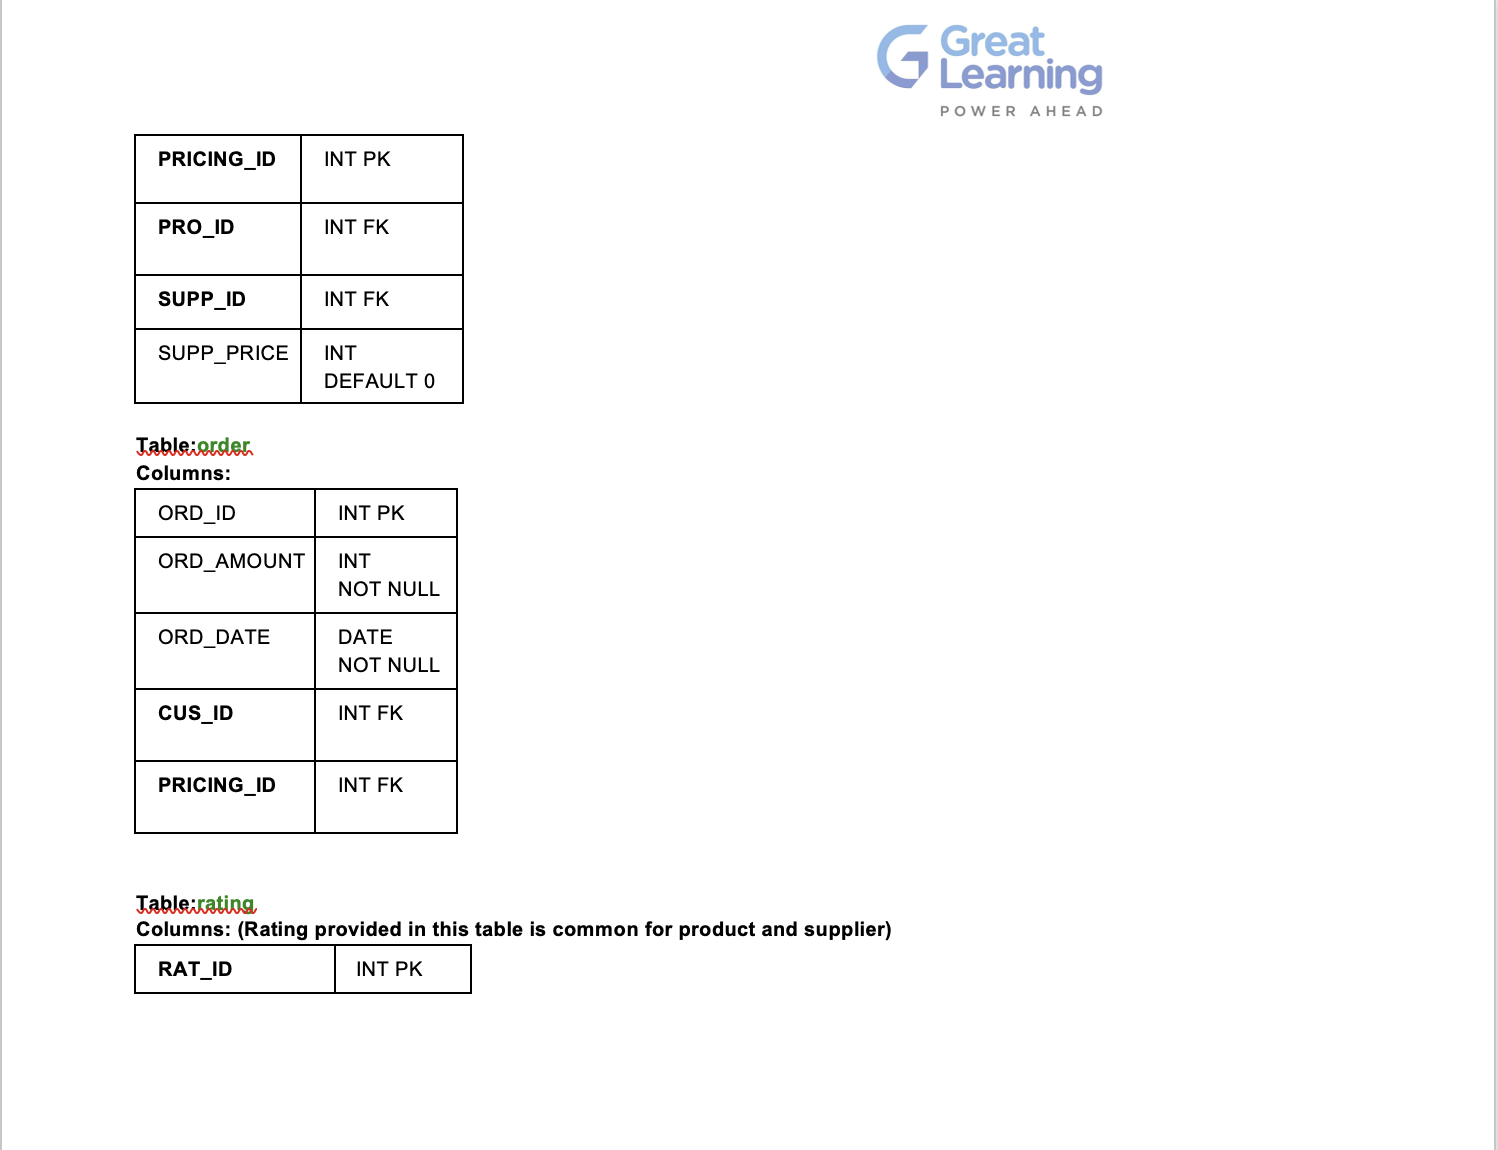 Great
Learning
POWER AHEAD
PRICING_ID INT PK
PRO_ID INT FK
SUPP_ID INT FK
SUPP_PRICE INT
DEFAULT 0
Table:order
Columns:
ORD_ID INT PK
ORD_AMOUNT INT
NOT NULL
ORD_DATE DATE
NOT NULL
CUS_ID INT FK
PRICING_ID INT FK
Table:rating
Columns: (Rating provided in this table is common for product and supplier)
RAT_ID INT PK